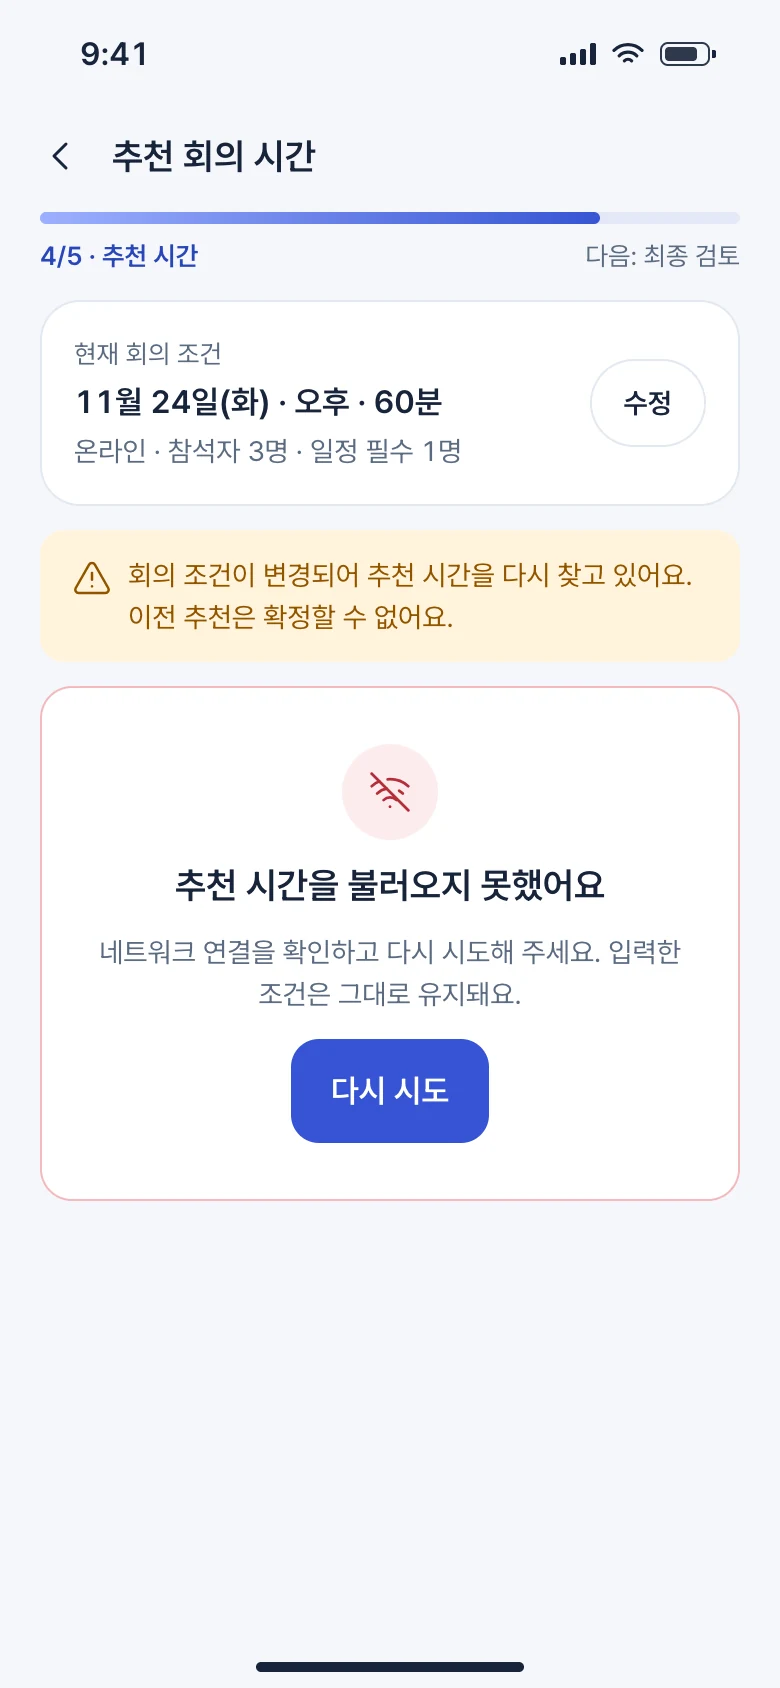 9:41
추천 회의 시간
4/5 · 추천 시간
다음: 최종 검토
현재 회의 조건
11월 24일(화) · 오후 · 60분
온라인 · 참석자 3명 · 일정 필수 1명
수정
회의 조건이 변경되어 추천 시간을 다시 찾고 있어요.
이전 추천은 확정할 수 없어요.
추천 시간을 불러오지 못했어요
네트워크 연결을 확인하고 다시 시도해 주세요. 입력한
조건은 그대로 유지돼요.
다시 시도